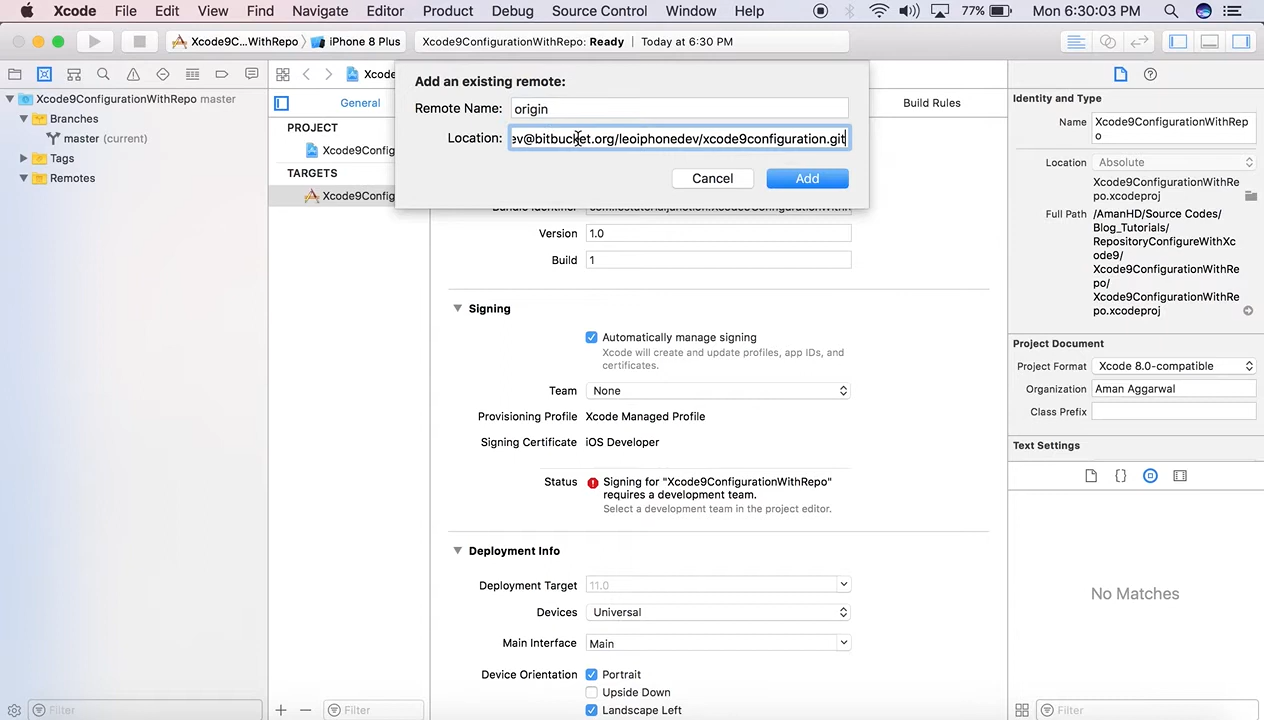 Xcode File Edit View Find Navigate Editor Product Debug Source Control Window Help 77% Mon 6:30:03 PM
Xcode9C...WithRepo iPhone 8 Plus Xcode9ConfigurationWithRepo: Ready | Today at 6:30 PM
Xcode9ConfigurationWithRepo master
Branches
master (current)
Tags
Remotes
Filter
Xcode
General
Build Rules
PROJECT
Xcode9Configu
TARGETS
Xcode9Config
Filter
Add an existing remote:
Remote Name: origin
Location: ev@bitbucket.org/leoiphonedev/xcode9configuration.git
Cancel Add
Version 1.0
Build 1
Signing
Automatically manage signing
Xcode will create and update profiles, app IDs, and
certificates.
Team None
Provisioning Profile Xcode Managed Profile
Signing Certificate iOS Developer
Status Signing for "Xcode9ConfigurationWithRepo"
requires a development team.
Select a development team in the project editor.
Deployment Info
Deployment Target 11.0
Devices Universal
Main Interface Main
Device Orientation Portrait
Upside Down
Landscape Left
Identity and Type
Name Xcode9ConfigurationWithRep
o
Location Absolute
Xcode9ConfigurationWithRe
po.xcodeproj
Full Path /AmanHD/Source Codes/
Blog_Tutorials/
RepositoryConfigureWithXc
ode9/
Xcode9ConfigurationWithRe
po/
Xcode9ConfigurationWithRe
po.xcodeproj
Project Document
Project Format Xcode 8.0-compatible
Organization Aman Aggarwal
Class Prefix
Text Settings
No Matches
Filter